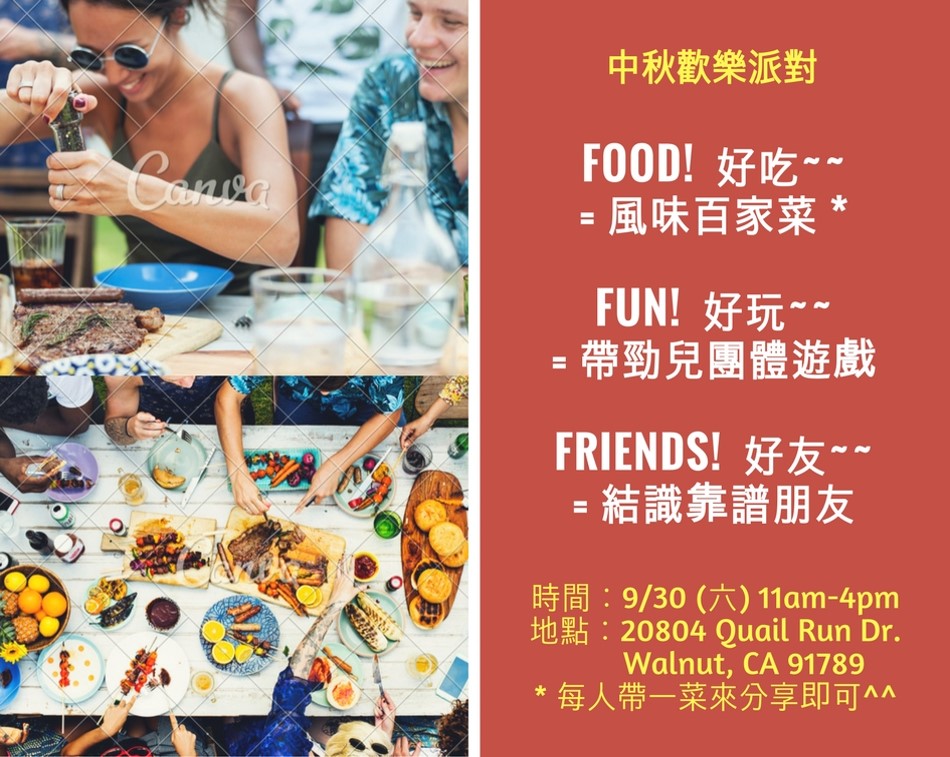 Canva
Canva
中秋歡樂派對
FOOD! 好吃~~
= 風味百家菜 *
FUN! 好玩~~
= 帶勁兒團體遊戲
FRIENDS! 好友~~
= 結識靠譜朋友
時間：9/30 (六) 11am-4pm
地點：20804 Quail Run Dr.
Walnut, CA 91789
* 每人帶一菜來分享即可^^